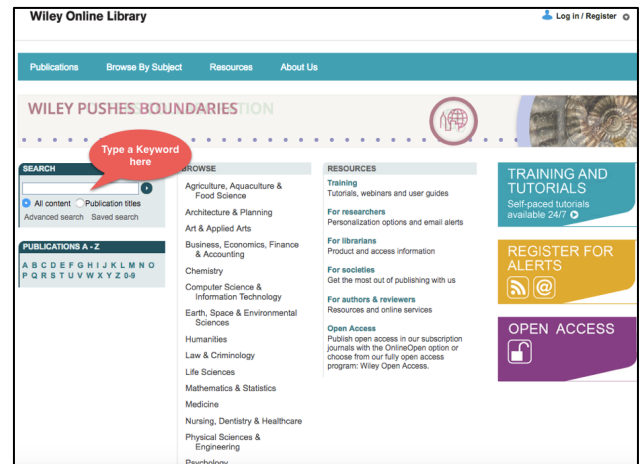 Wiley Online Library
Log in / Register
Publications
Browse By Subject
Resources
About Us
WILEY PUSHES BOUNDARIES
Type a Keyword
here
SEARCH
All content
Publication titles
Advanced search
Saved search
PUBLICATIONS A - Z
A B C D E F G H I J K L M N O
P Q R S T U V W X Y Z 0-9
BROWSE
Agriculture, Aquaculture &
Food Science
Architecture & Planning
Art & Applied Arts
Business, Economics, Finance
& Accounting
Chemistry
Computer Science &
Information Technology
Earth, Space & Environmental
Sciences
Humanities
Law & Criminology
Life Sciences
Mathematics & Statistics
Medicine
Nursing, Dentistry & Healthcare
Physical Sciences &
Engineering
Psychology
RESOURCES
Training
Tutorials, webinars and user guides
For researchers
Personalization options and email alerts
For librarians
Product and access information
For societies
Get the most out of publishing with us
For authors & reviewers
Resources and online services
Open Access
Publish open access in our subscription
journals with the OnlineOpen option or
choose from our fully open access
program: Wiley Open Access.
TRAINING AND
TUTORIALS
Self-paced tutorials
available 24/7
REGISTER FOR
ALERTS
@
OPEN ACCESS